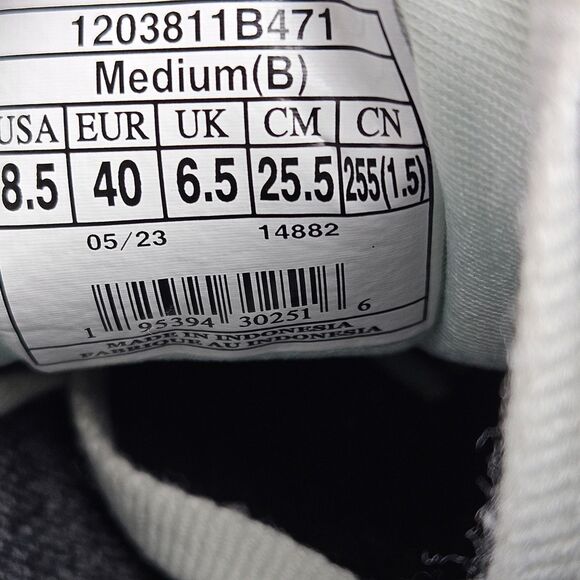 1203811B471
Medium(B)
USA EUR UK CM CN
8.5 40 6.5 25.5 255(1.5)
05/23 14882
1 95394 30251 6
MADE IN INDONESIA
FABRIQUE AU INDONESIA